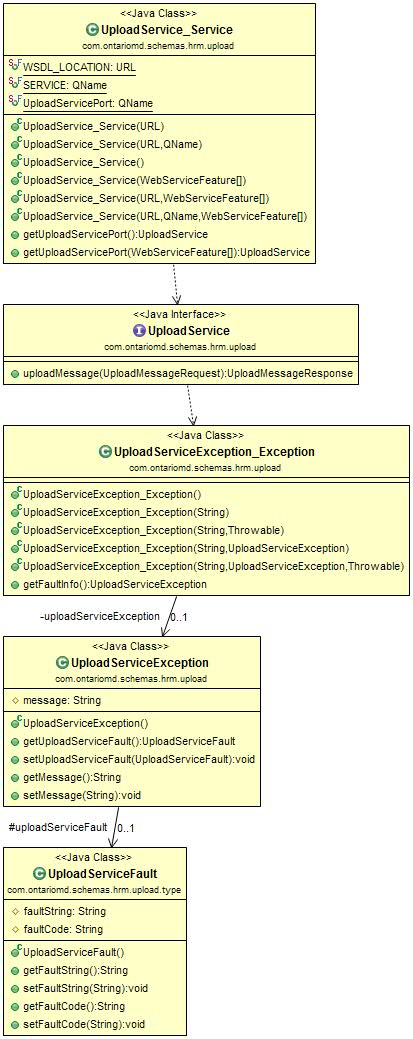 <<Java Class>>
UploadService_Service
com.ontariomd.schemas.hrm.upload
WSDL_LOCATION: URL
SERVICE: QName
UploadServicePort: QName
UploadService_Service(URL)
UploadService_Service(URL,QName)
UploadService_Service()
UploadService_Service(WebServiceFeature[])
UploadService_Service(URL,WebServiceFeature[])
UploadService_Service(URL,QName,WebServiceFeature[])
getUploadServicePort():UploadService
getUploadServicePort(WebServiceFeature[]):UploadService
<<Java Interface>>
UploadService
com.ontariomd.schemas.hrm.upload
uploadMessage(UploadMessageRequest):UploadMessageResponse
<<Java Class>>
UploadServiceException_Exception
com.ontariomd.schemas.hrm.upload
UploadServiceException_Exception()
UploadServiceException_Exception(String)
UploadServiceException_Exception(String,Throwable)
UploadServiceException_Exception(String,UploadServiceException)
UploadServiceException_Exception(String,UploadServiceException,Throwable)
getFaultInfo():UploadServiceException
-uploadServiceException 0..1
<<Java Class>>
UploadServiceException
com.ontariomd.schemas.hrm.upload
message: String
UploadServiceException()
getUploadServiceFault():UploadServiceFault
setUploadServiceFault(UploadServiceFault):void
getMessage():String
setMessage(String):void
#uploadServiceFault 0..1
<<Java Class>>
UploadServiceFault
com.ontariomd.schemas.hrm.upload.type
faultString: String
faultCode: String
UploadServiceFault()
getFaultString():String
setFaultString(String):void
getFaultCode():String
setFaultCode(String):void